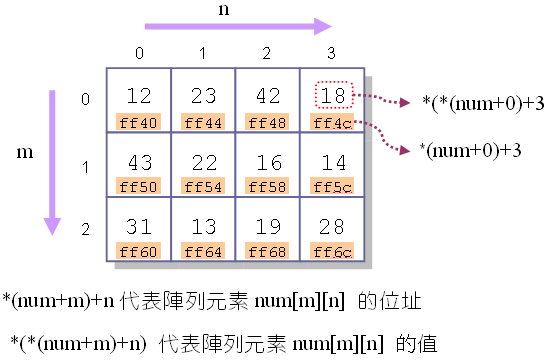 n
0 1 2 3
0 12 23 42 18 *(*(num+0)+3
ff40 ff44 ff48 ff4c *(num+0)+3
m
1 43 22 16 14
ff50 ff54 ff58 ff5c
2 31 13 19 28
ff60 ff64 ff68 ff6c
*(num+m)+n 代表陣列元素 num[m][n] 的位址
*(*(num+m)+n) 代表陣列元素 num[m][n] 的值